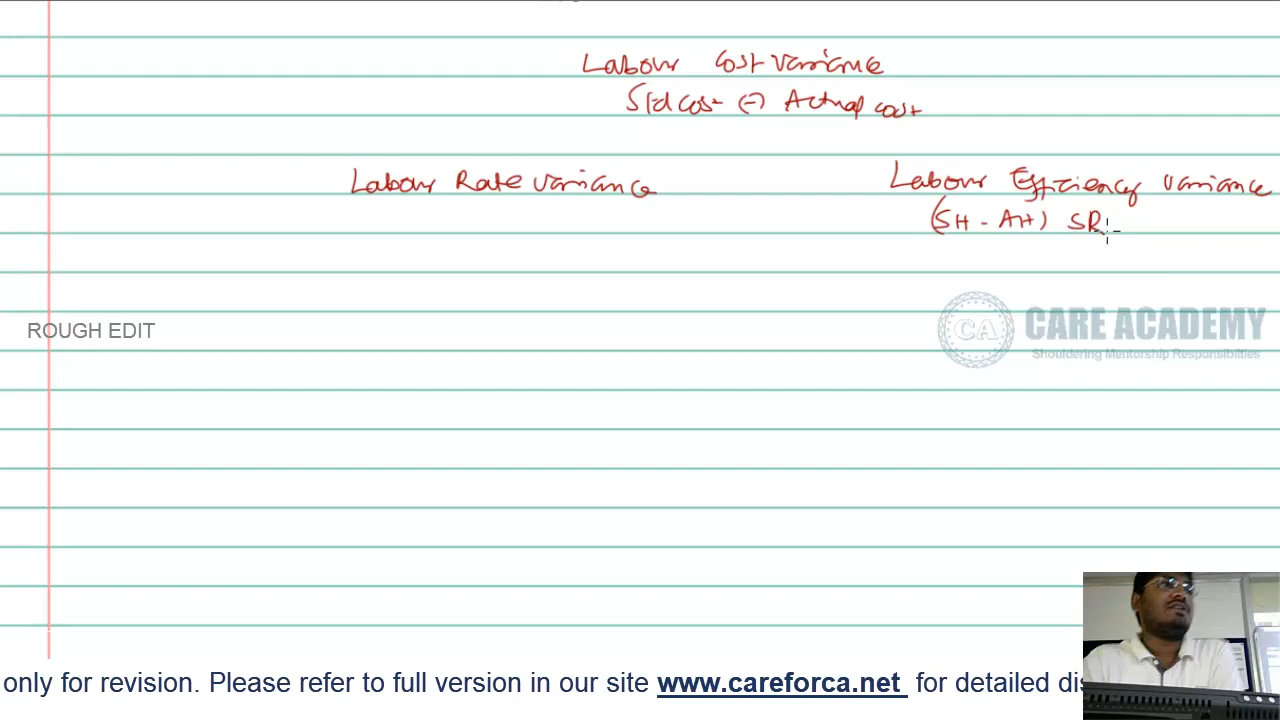 Labour Cost Variance
Std cost (-) Actual cost
Labour Rate Variance
Labour Efficiency Variance
(SH - AH) SR
ROUGH EDIT
CA
CARE ACADEMY
Shouldering Mentorship Responsibilities
only for revision. Please refer to full version in our site www.careforca.net for detailed dis